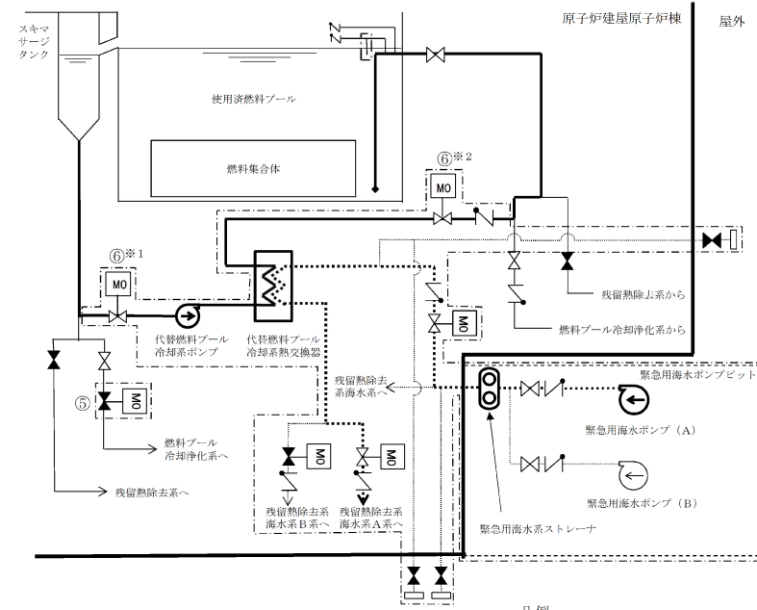 スキマ
サージ
タンク
原子炉建屋原子炉棟
屋外
使用済燃料プール
燃料集合体
⑥※2
MO
⑥※1
MO
代替燃料プール
冷却系ポンプ
代替燃料プール
冷却系熱交換器
MO
残留熱除去系から
燃料プール冷却浄化系から
残留熱除去
系海水系へ
緊急用海水ポンプピット
⑤
MO
緊急用海水ポンプ(A)
燃料プール
冷却浄化系へ
MO
MO
残留熱除去系へ
残留熱除去系
海水系B系へ
残留熱除去系
海水系A系へ
緊急用海水ポンプ(B)
緊急用海水系ストレーナ